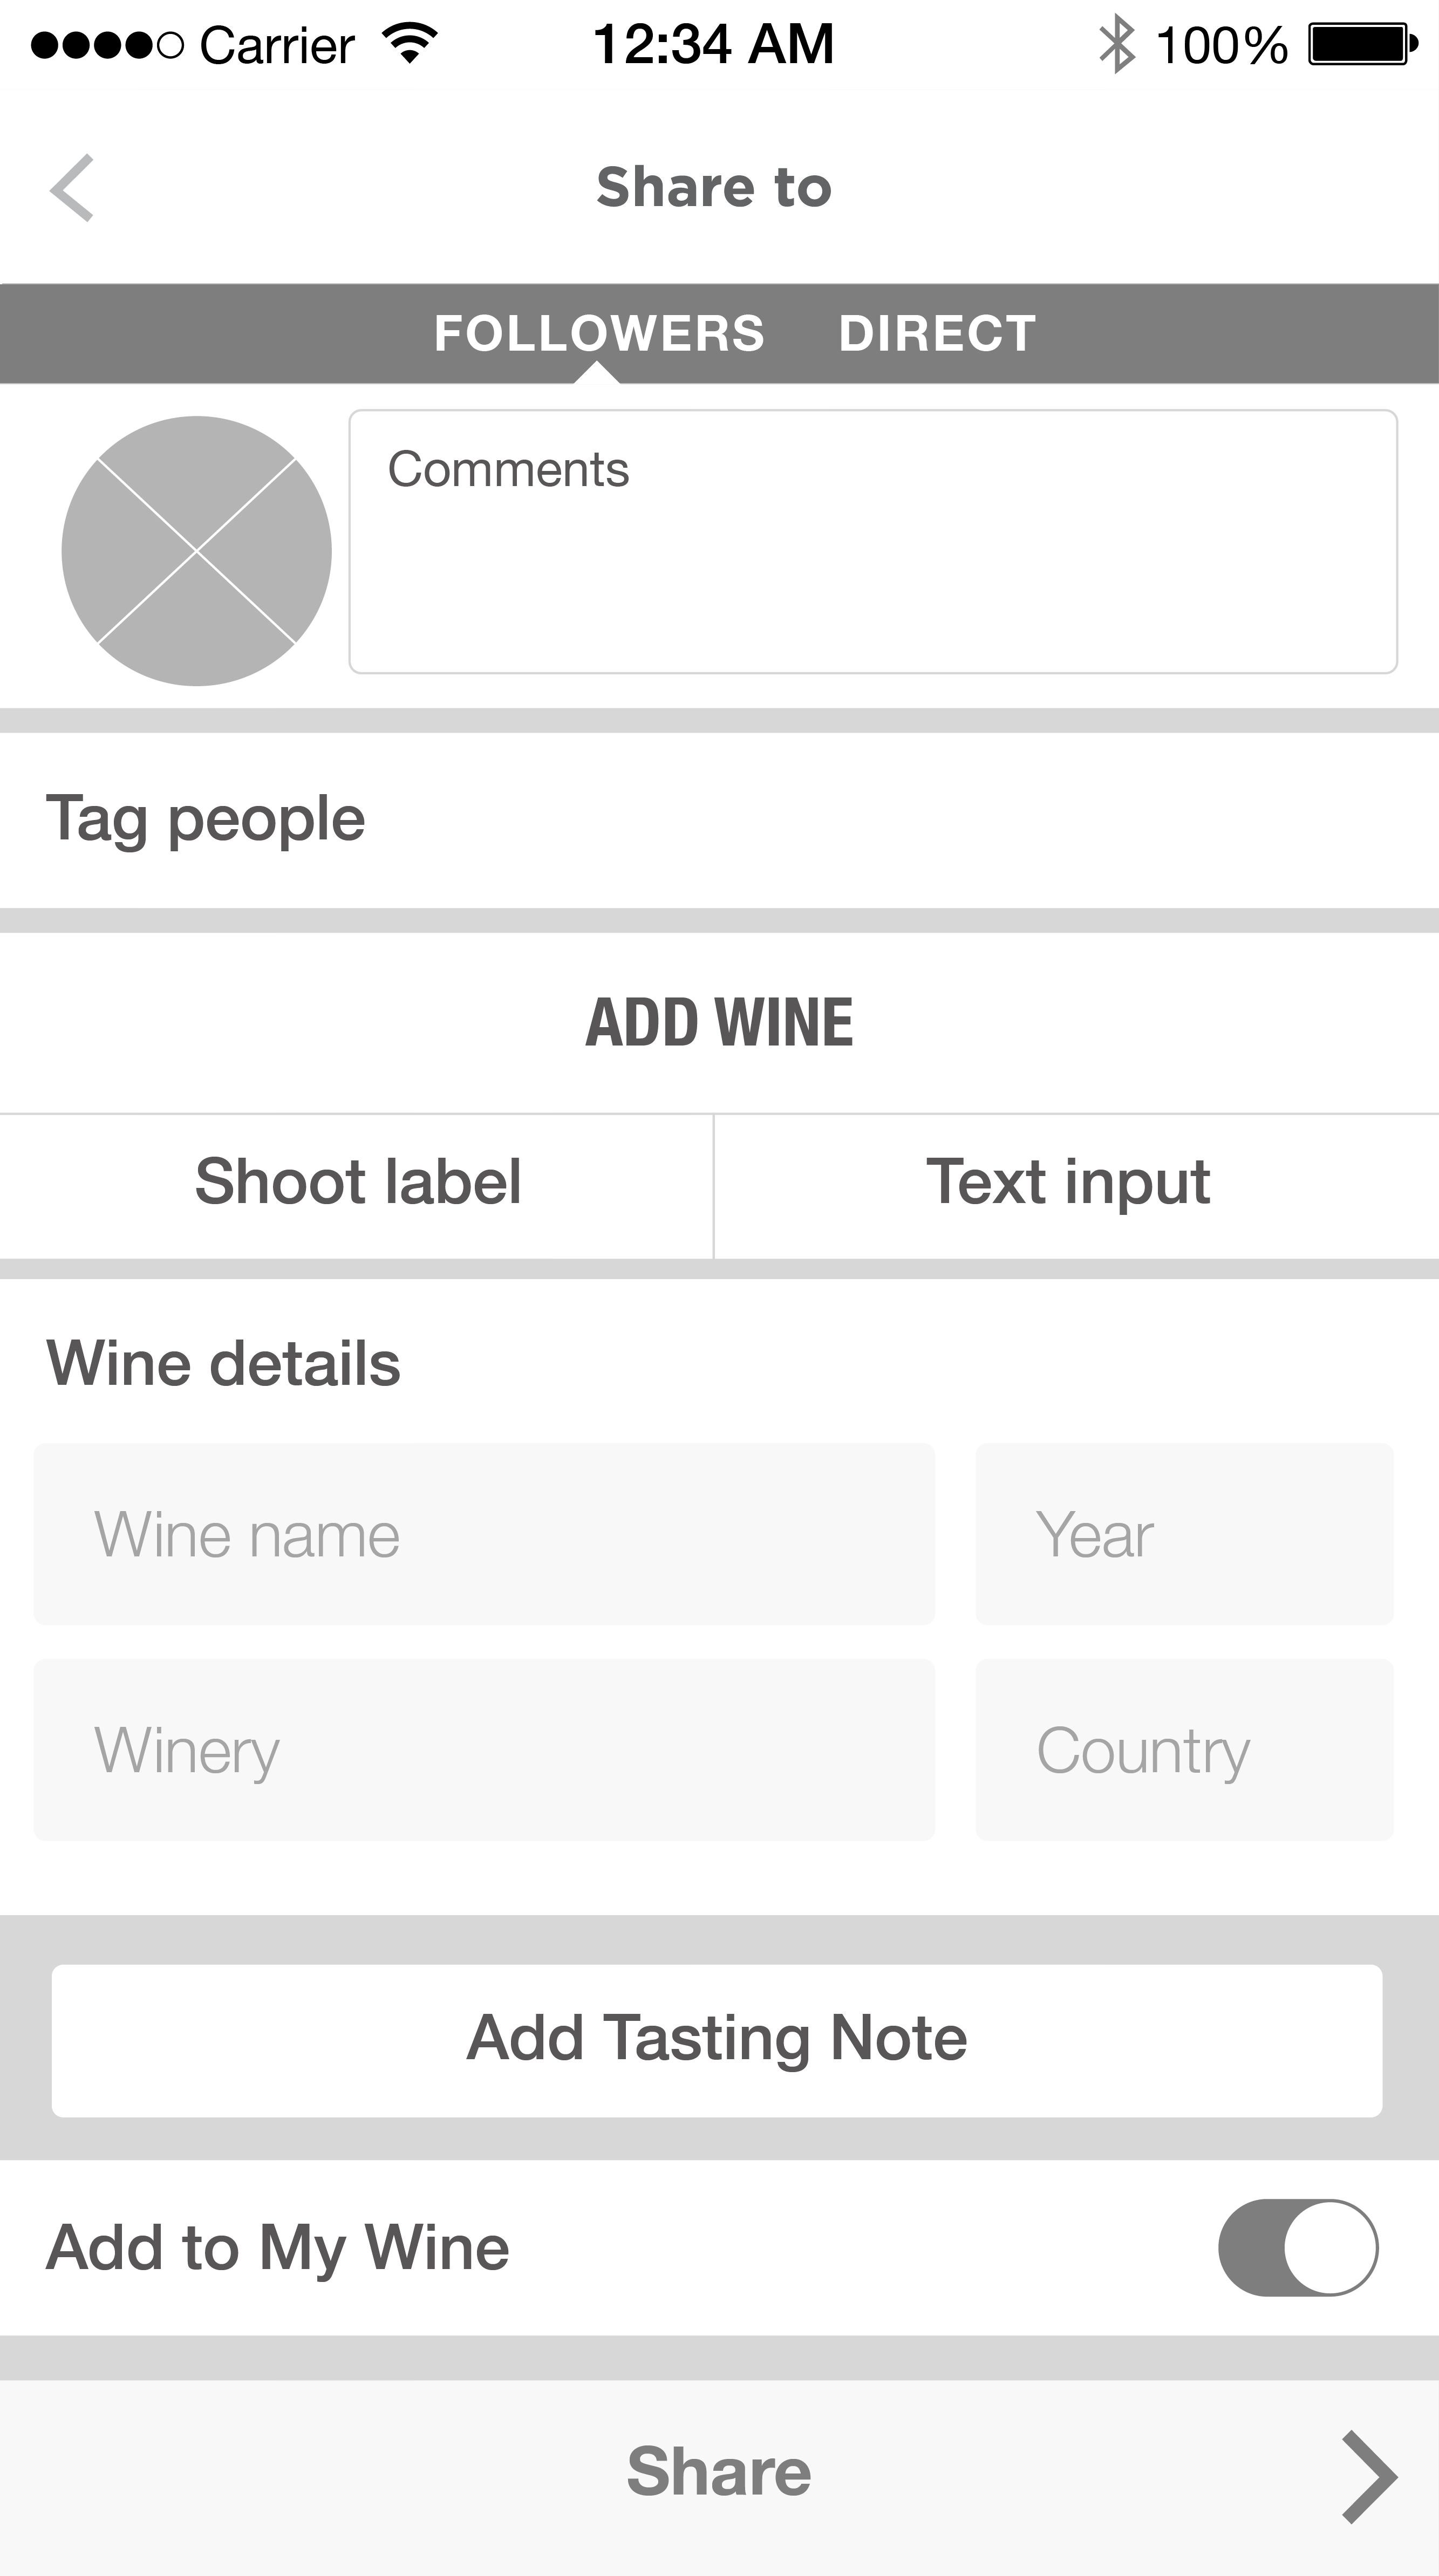 Carrier 12:34 AM 100%
Share to
FOLLOWERS DIRECT
Comments
Tag people
ADD WINE
Shoot label Text input
Wine details
Wine name Year
Winery Country
Add Tasting Note
Add to My Wine
Share